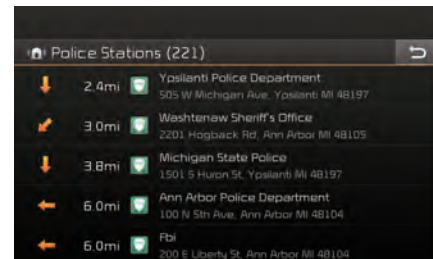 Police Stations (221)
2.4mi Ypsilanti Police Department
505 W Michigan Ave, Ypsilanti MI 48197
3.0mi Washtenaw Sheriff's Office
2201 Hogback Rd, Ann Arbor MI 48105
3.8mi Michigan State Police
1501 S Huron St, Ypsilanti MI 48197
6.0mi Ann Arbor Police Department
100 N 5th Ave, Ann Arbor MI 48104
6.0mi Fbi
200 E Liberty St, Ann Arbor MI 48104